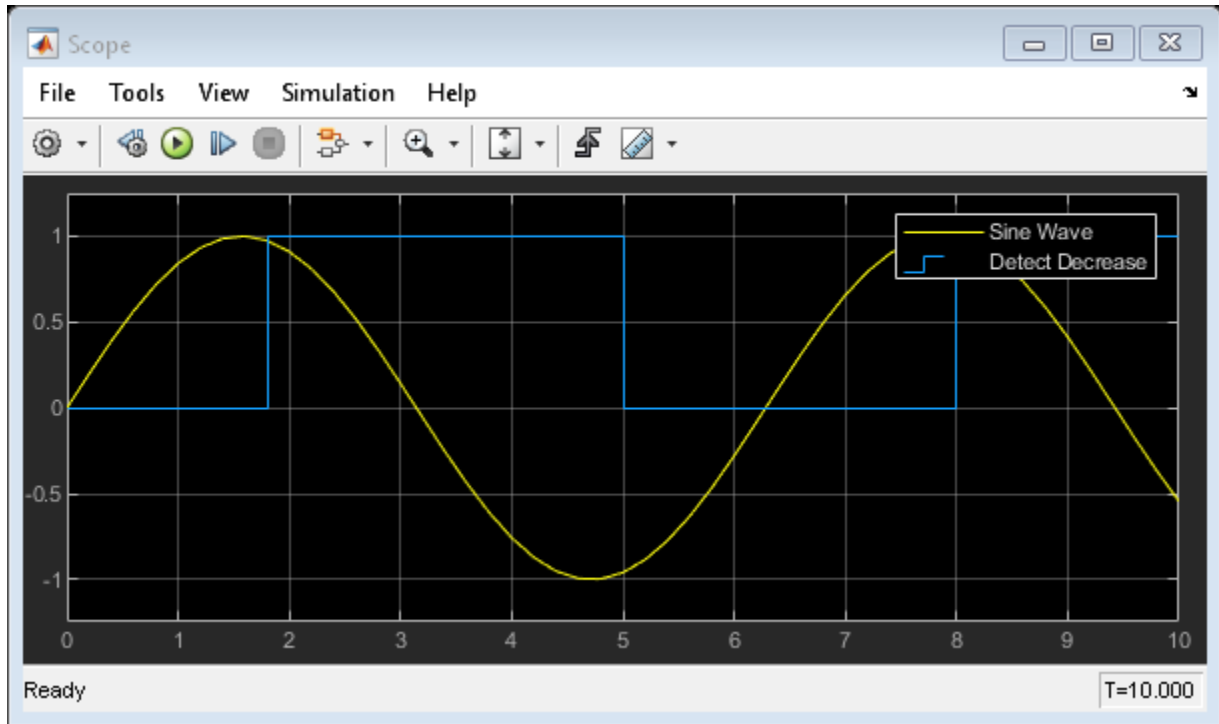 Scope
File Tools View Simulation Help
Sine Wave
Detect Decrease
1
0.5
0
-0.5
-1
0 1 2 3 4 5 6 7 8 9 10
Ready T=10.000